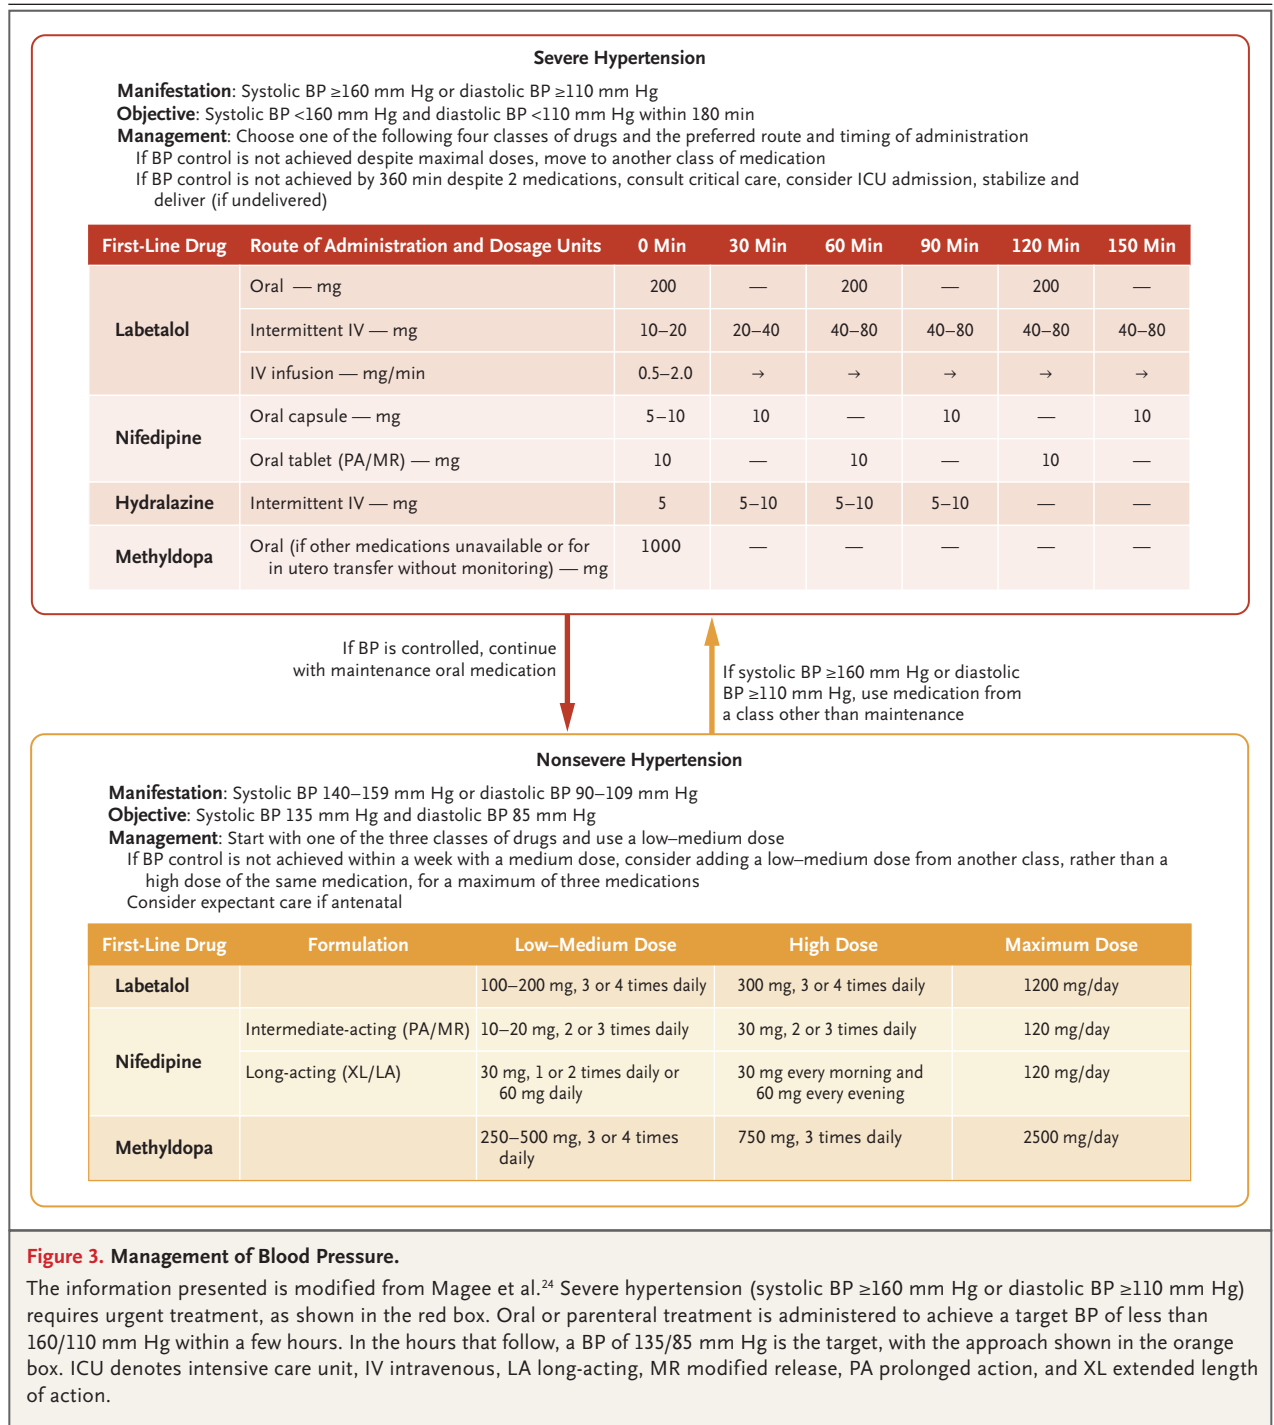 Severe Hypertension
Manifestation: Systolic BP ≥160 mm Hg or diastolic BP ≥110 mm Hg
Objective: Systolic BP <160 mm Hg and diastolic BP <110 mm Hg within 180 min
Management: Choose one of the following four classes of drugs and the preferred route and timing of administration
If BP control is not achieved despite maximal doses, move to another class of medication
If BP control is not achieved by 360 min despite 2 medications, consult critical care, consider ICU admission, stabilize and
deliver (if undelivered)
First-Line Drug Route of Administration and Dosage Units 0 Min 30 Min 60 Min 90 Min 120 Min 150 Min
Labetalol
Oral — mg 200 — 200 — 200 —
Intermittent IV — mg 10–20 20–40 40–80 40–80 40–80 40–80
IV infusion — mg/min 0.5–2.0 → → → → →
Nifedipine
Oral capsule — mg 5–10 10 — 10 — 10
Oral tablet (PA/MR) — mg 10 — 10 — 10 —
Hydralazine Intermittent IV — mg 5 5–10 5–10 5–10 — —
Methyldopa
Oral (if other medications unavailable or for 1000 — — — — —
in utero transfer without monitoring) — mg
If BP is controlled, continue
with maintenance oral medication
If systolic BP ≥160 mm Hg or diastolic
BP ≥110 mm Hg, use medication from
a class other than maintenance
Nonsevere Hypertension
Manifestation: Systolic BP 140–159 mm Hg or diastolic BP 90–109 mm Hg
Objective: Systolic BP 135 mm Hg and diastolic BP 85 mm Hg
Management: Start with one of the three classes of drugs and use a low–medium dose
If BP control is not achieved within a week with a medium dose, consider adding a low–medium dose from another class, rather than a
high dose of the same medication, for a maximum of three medications
Consider expectant care if antenatal
First-Line Drug Formulation Low–Medium Dose High Dose Maximum Dose
Labetalol 100–200 mg, 3 or 4 times daily 300 mg, 3 or 4 times daily 1200 mg/day
Nifedipine
Intermediate-acting (PA/MR) 10–20 mg, 2 or 3 times daily 30 mg, 2 or 3 times daily 120 mg/day
Long-acting (XL/LA) 30 mg, 1 or 2 times daily or 30 mg every morning and 120 mg/day
60 mg daily 60 mg every evening
Methyldopa
250–500 mg, 3 or 4 times 750 mg, 3 times daily 2500 mg/day
daily
Figure 3. Management of Blood Pressure.
The information presented is modified from Magee et al.²⁴ Severe hypertension (systolic BP ≥160 mm Hg or diastolic BP ≥110 mm Hg)
requires urgent treatment, as shown in the red box. Oral or parenteral treatment is administered to achieve a target BP of less than
160/110 mm Hg within a few hours. In the hours that follow, a BP of 135/85 mm Hg is the target, with the approach shown in the orange
box. ICU denotes intensive care unit, IV intravenous, LA long-acting, MR modified release, PA prolonged action, and XL extended length
of action.